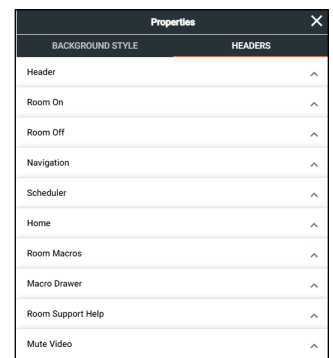 Properties
BACKGROUND STYLE HEADERS
Header
Room On
Room Off
Navigation
Scheduler
Home
Room Macros
Macro Drawer
Room Support Help
Mute Video